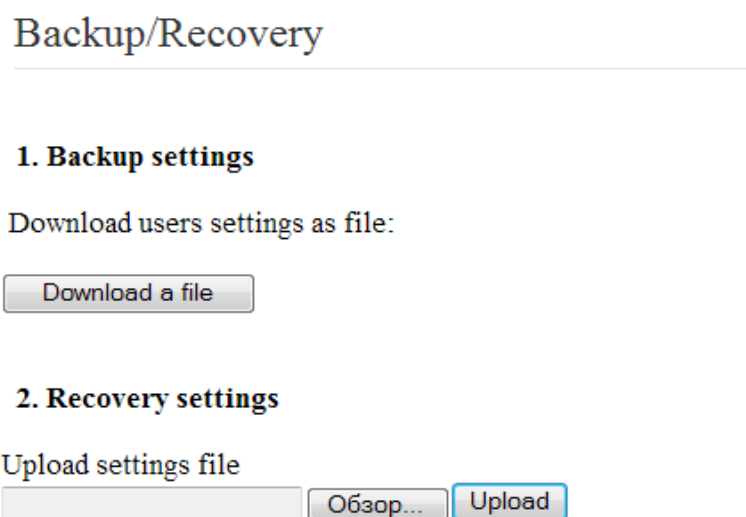 Backup/Recovery
1. Backup settings
Download users settings as file:
Download a file
2. Recovery settings
Upload settings file
Обзор... Upload